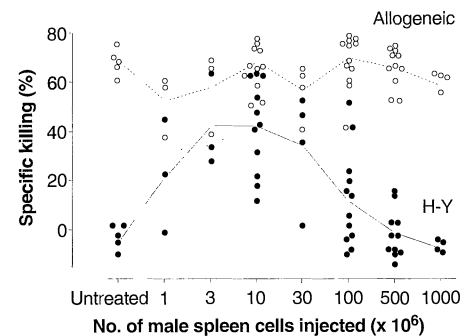 Allogeneic
80
60
40
20
0
Specific killing (%)
H-Y
Untreated 1 3 10 30 100 500 1000
No. of male spleen cells injected (x 10⁶)